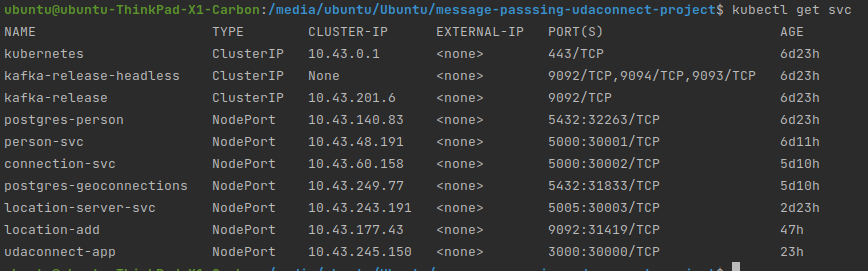 ubuntu@ubuntu-ThinkPad-X1-Carbon:/media/ubuntu/Ubuntu/message-passsing-udaconnect-project$ kubectl get svc
NAME TYPE CLUSTER-IP EXTERNAL-IP PORT(S) AGE
kubernetes ClusterIP 10.43.0.1 <none> 443/TCP 6d23h
kafka-release-headless ClusterIP None <none> 9092/TCP,9094/TCP,9093/TCP 6d23h
kafka-release ClusterIP 10.43.201.6 <none> 9092/TCP 6d23h
postgres-person NodePort 10.43.140.83 <none> 5432:32263/TCP 6d23h
person-svc NodePort 10.43.48.191 <none> 5000:30001/TCP 6d11h
connection-svc NodePort 10.43.60.158 <none> 5000:30002/TCP 5d10h
postgres-geoconnections NodePort 10.43.249.77 <none> 5432:31833/TCP 5d10h
location-server-svc NodePort 10.43.243.191 <none> 5005:30003/TCP 2d23h
location-add NodePort 10.43.177.43 <none> 9092:31419/TCP 47h
udaconnect-app NodePort 10.43.245.150 <none> 3000:30000/TCP 23h